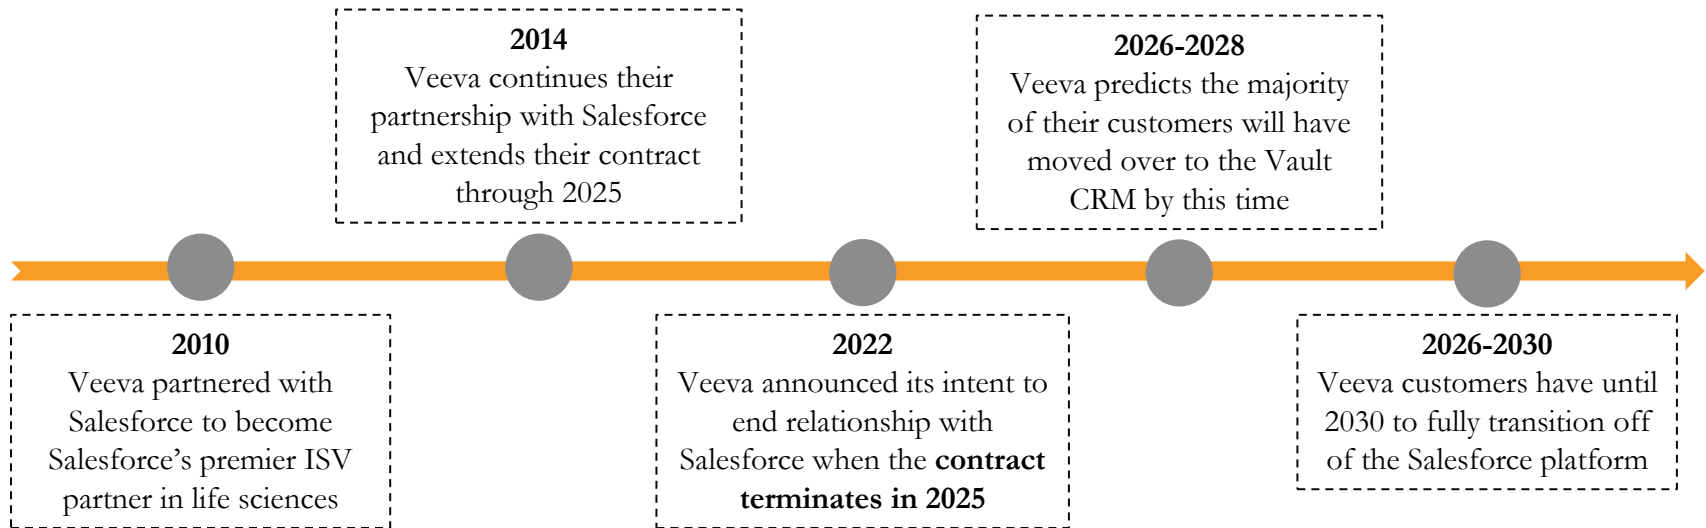 2010
Veeva partnered with
Salesforce to become
Salesforce’s premier ISV
partner in life sciences
2014
Veeva continues their
partnership with Salesforce
and extends their contract
through 2025
2022
Veeva announced its intent to
end relationship with
Salesforce when the contract
terminates in 2025
2026-2028
Veeva predicts the majority
of their customers will have
moved over to the Vault
CRM by this time
2026-2030
Veeva customers have until
2030 to fully transition off
of the Salesforce platform